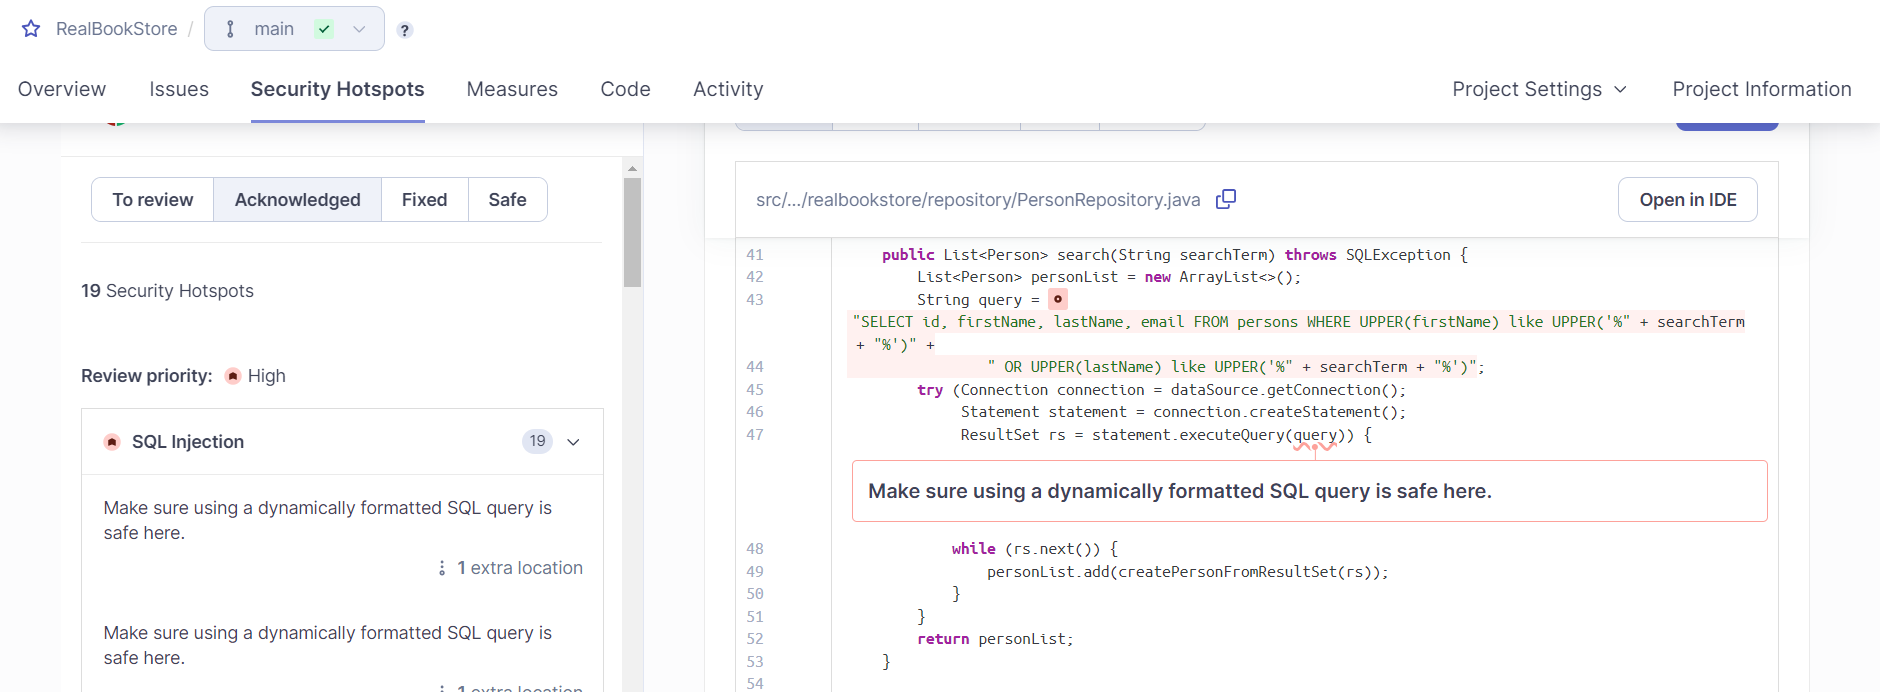 RealBookStore / main ?
Overview Issues Security Hotspots Measures Code Activity Project Settings Project Information
To review Acknowledged Fixed Safe
19 Security Hotspots
Review priority: High
SQL Injection 19
Make sure using a dynamically formatted SQL query is
safe here.
1 extra location
Make sure using a dynamically formatted SQL query is
safe here.
1 extra location
src/.../realbookstore/repository/PersonRepository.java Open in IDE
41 public List<Person> search(String searchTerm) throws SQLException {
42 List<Person> personList = new ArrayList<>();
43 String query =
"SELECT id, firstName, lastName, email FROM persons WHERE UPPER(firstName) like UPPER('%" + searchTerm
+ "%')" +
44 " OR UPPER(lastName) like UPPER('%" + searchTerm + "%')";
45 try (Connection connection = dataSource.getConnection();
46 Statement statement = connection.createStatement();
47 ResultSet rs = statement.executeQuery(query)) {
Make sure using a dynamically formatted SQL query is safe here.
48 while (rs.next()) {
49 personList.add(createPersonFromResultSet(rs));
50 }
51 }
52 return personList;
53 }
54